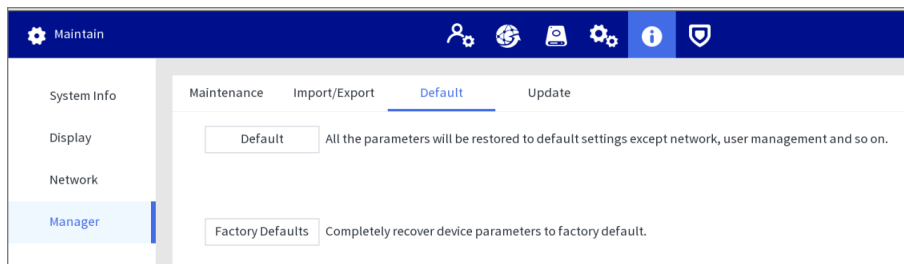 Maintain
System Info
Display
Network
Manager
Maintenance Import/Export Default Update
Default All the parameters will be restored to default settings except network, user management and so on.
Factory Defaults Completely recover device parameters to factory default.